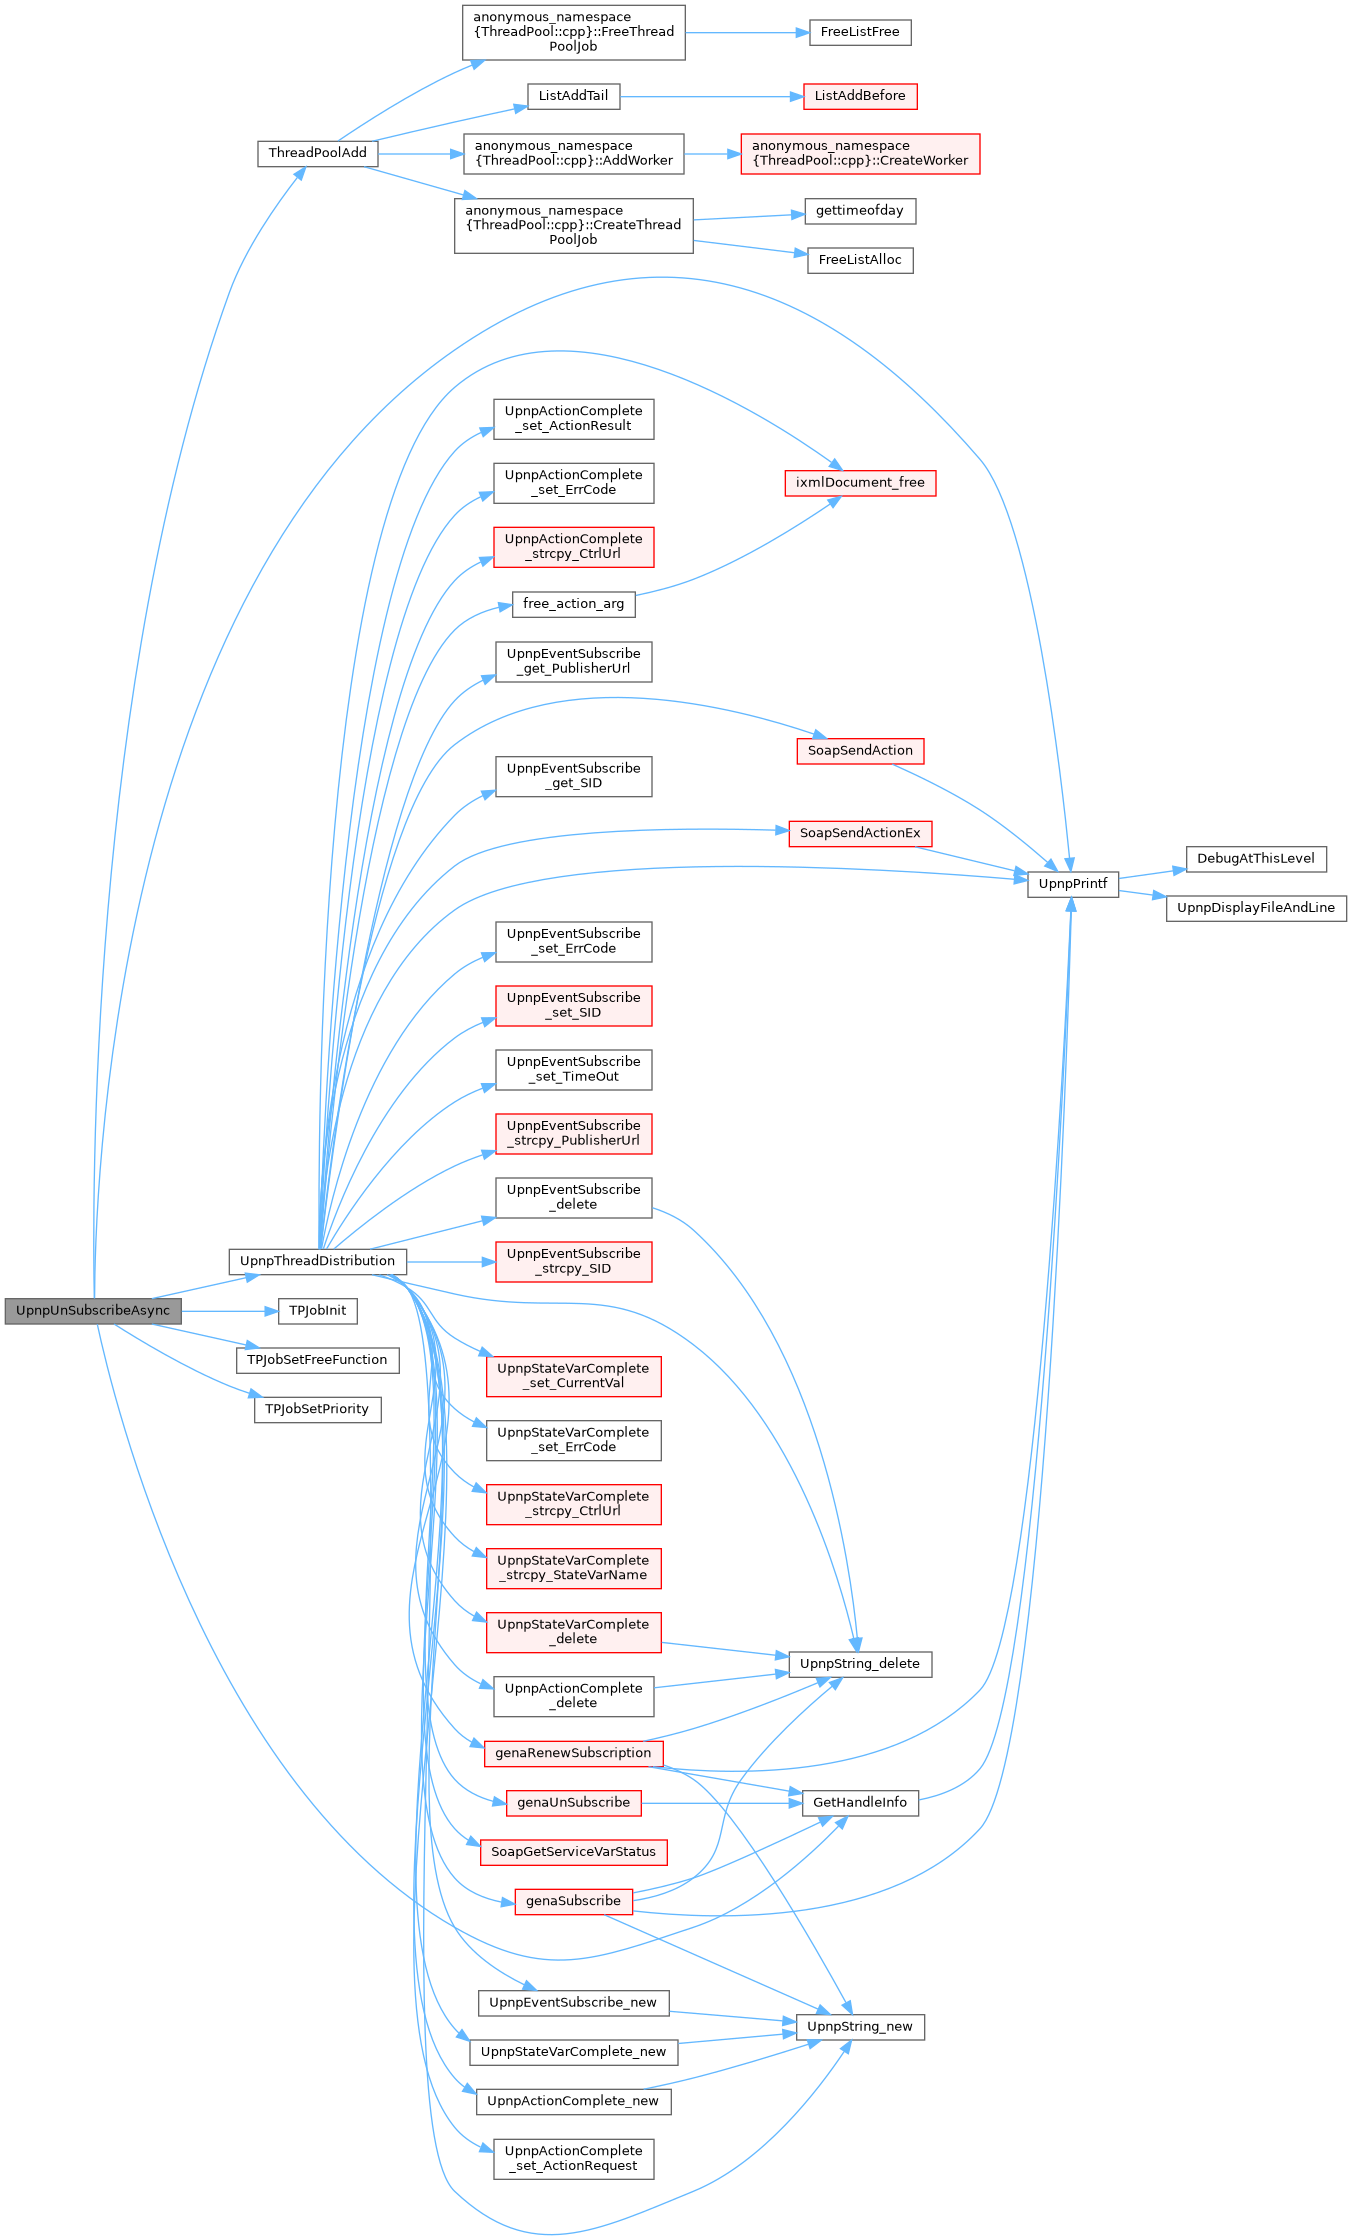 anonymous_namespace
{ThreadPool::cpp}::FreeThread
PoolJob
FreeListFree
ListAddTail
ListAddBefore
ThreadPoolAdd
anonymous_namespace
{ThreadPool::cpp}::AddWorker
anonymous_namespace
{ThreadPool::cpp}::CreateWorker
anonymous_namespace
{ThreadPool::cpp}::CreateThread
PoolJob
gettimeofday
FreeListAlloc
UpnpActionComplete
_set_ActionResult
UpnpActionComplete
_set_ErrCode
ixmlDocument_free
UpnpActionComplete
_strcpy_CtrlUrl
free_action_arg
UpnpEventSubscribe
_get_PublisherUrl
SoapSendAction
UpnpEventSubscribe
_get_SID
SoapSendActionEx
UpnpPrintf
DebugAtThisLevel
UpnpDisplayFileAndLine
UpnpEventSubscribe
_set_ErrCode
UpnpEventSubscribe
_set_SID
UpnpEventSubscribe
_set_TimeOut
UpnpEventSubscribe
_strcpy_PublisherUrl
UpnpEventSubscribe
_delete
UpnpThreadDistribution
UpnpEventSubscribe
_strcpy_SID
UpnpUnSubscribeAsync
TPJobInit
TPJobSetFreeFunction
TPJobSetPriority
UpnpStateVarComplete
_set_CurrentVal
UpnpStateVarComplete
_set_ErrCode
UpnpStateVarComplete
_strcpy_CtrlUrl
UpnpStateVarComplete
_strcpy_StateVarName
UpnpStateVarComplete
_delete
UpnpString_delete
UpnpActionComplete
_delete
genaRenewSubscription
genaUnSubscribe
GetHandleInfo
SoapGetServiceVarStatus
genaSubscribe
UpnpEventSubscribe_new
UpnpString_new
UpnpStateVarComplete_new
UpnpActionComplete_new
UpnpActionComplete
_set_ActionRequest